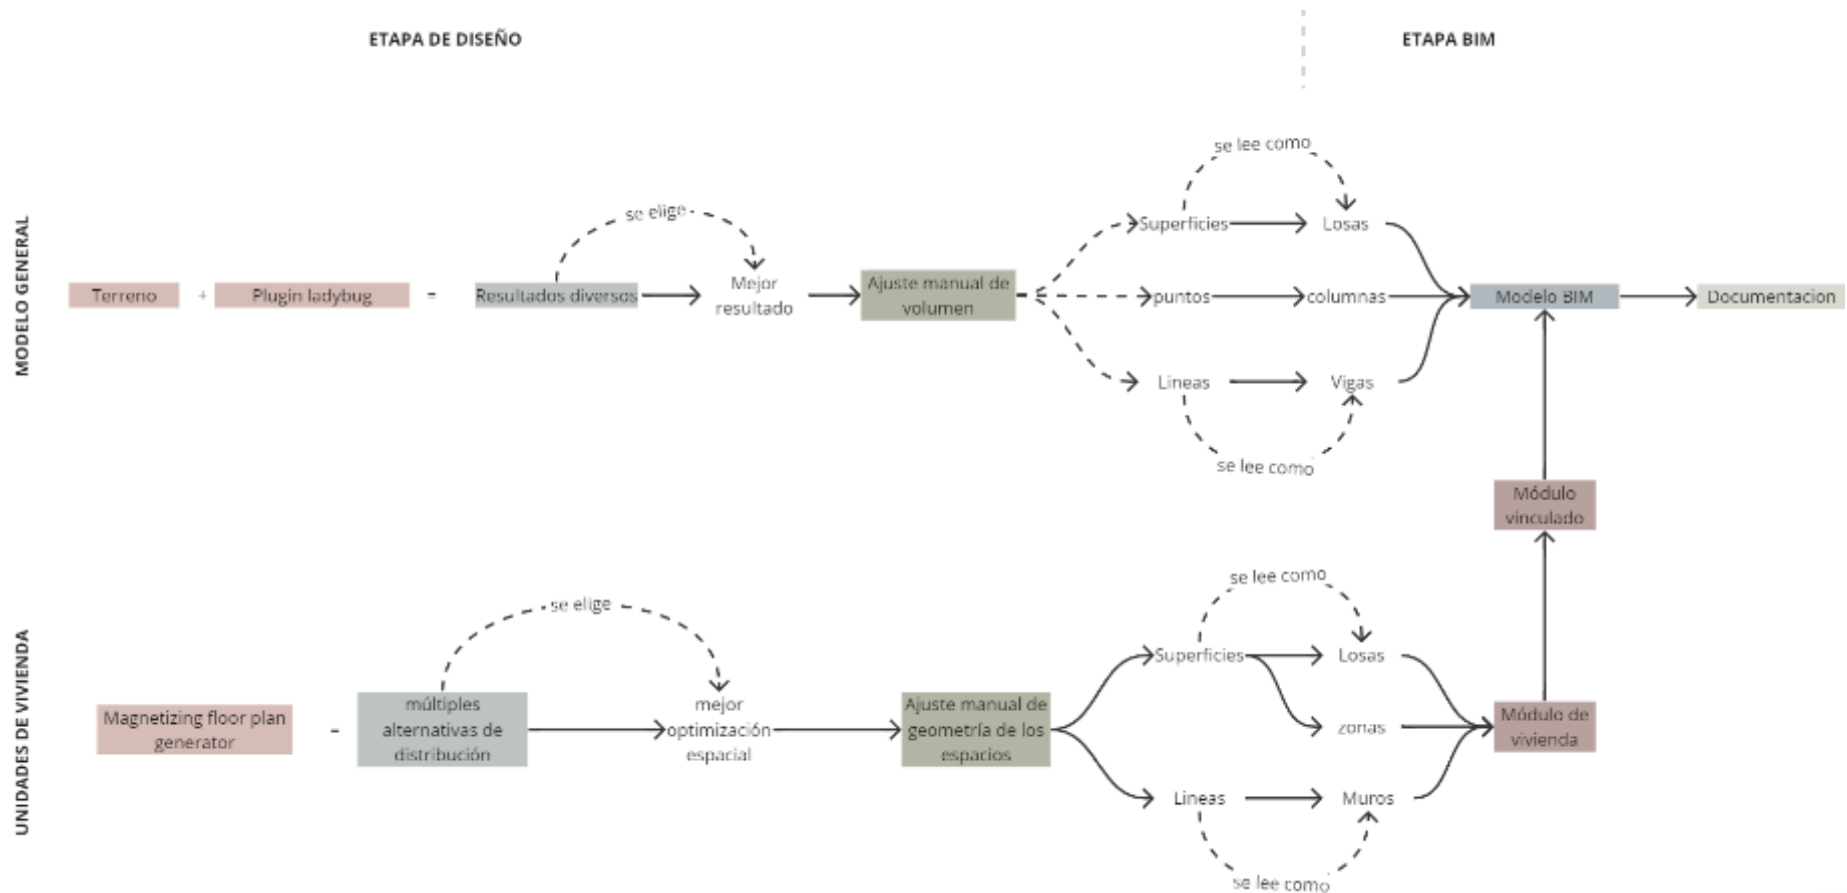 ETAPA DE DISEÑO
ETAPA BIM
MODELO GENERAL
Terreno
+
Plugin ladybug
=
Resultados diversos
se elige
Mejor
resultado
Ajuste manual de
volumen
se lee como
Superficies
Losas
puntos
columnas
Lineas
Vigas
se lee como
Modelo BIM
Documentacion
Módulo
vinculado
UNIDADES DE VIVIENDA
Magnetizing floor plan
generator
-
múltiples
alternativas de
distribución
se elige
mejor
optimización
espacial
Ajuste manual de
geometría de los
espacios
se lee como
Superficies
Losas
zonas
Lineas
Muros
se lee como
Módulo de
vivienda